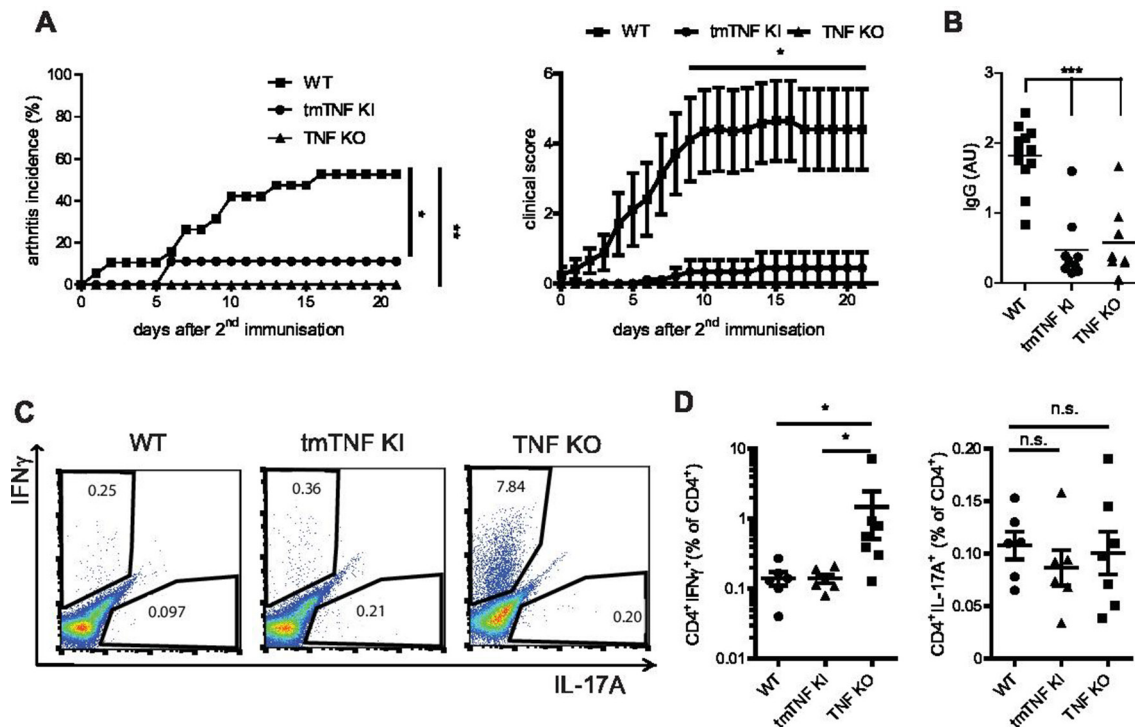 A
WT
tmTNF KI
TNF KO
arthritis incidence (%)
100
80
60
40
20
0
0 5 10 15 20
days after 2nd immunisation
*
**
WT tmTNF KI TNF KO
*
clinical score
6
4
2
0
0 5 10 15 20
days after 2nd immunisation
B
***
IgG (AU)
3
2
1
0
WT
tmTNF KI
TNF KO
C
WT tmTNF KI TNF KO
IFNγ
0.25
0.097
0.36
0.21
7.84
0.20
IL-17A
D
*
*
CD4+IFNγ+(% of CD4+)
10
1
0.1
0.01
WT
tmTNF KI
TNF KO
n.s.
n.s.
CD4+IL-17A+ (% of CD4+)
0.20
0.15
0.10
0.05
0.00
WT
tmTNF KI
TNF KO